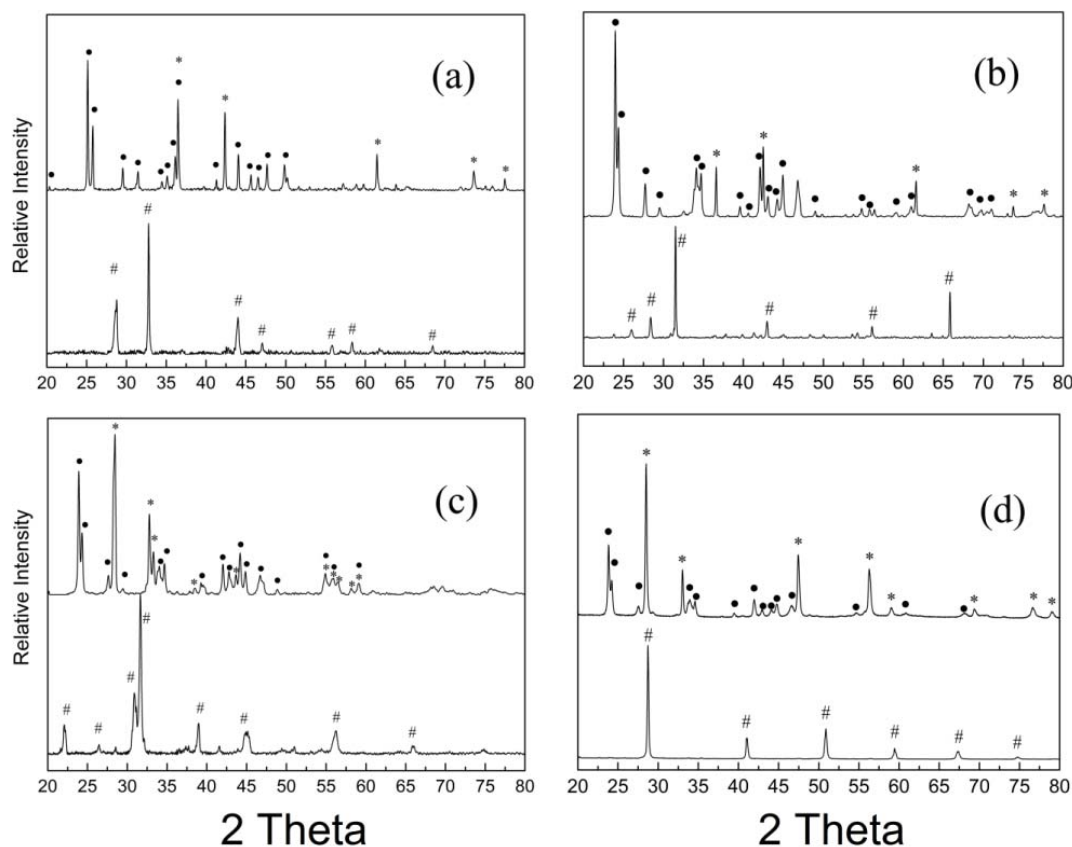 (a)
Relative Intensity
* * * * *
# # # # # # #
20 25 30 35 40 45 50 55 60 65 70 75 80
(b)
* * * * *
# # # # # #
20 25 30 35 40 45 50 55 60 65 70 75 80
(c)
Relative Intensity
* * * * * * * * *
# # # # # # # #
20 25 30 35 40 45 50 55 60 65 70 75 80
2 Theta
(d)
* * * * * * * *
# # # # # #
20 25 30 35 40 45 50 55 60 65 70 75 80
2 Theta